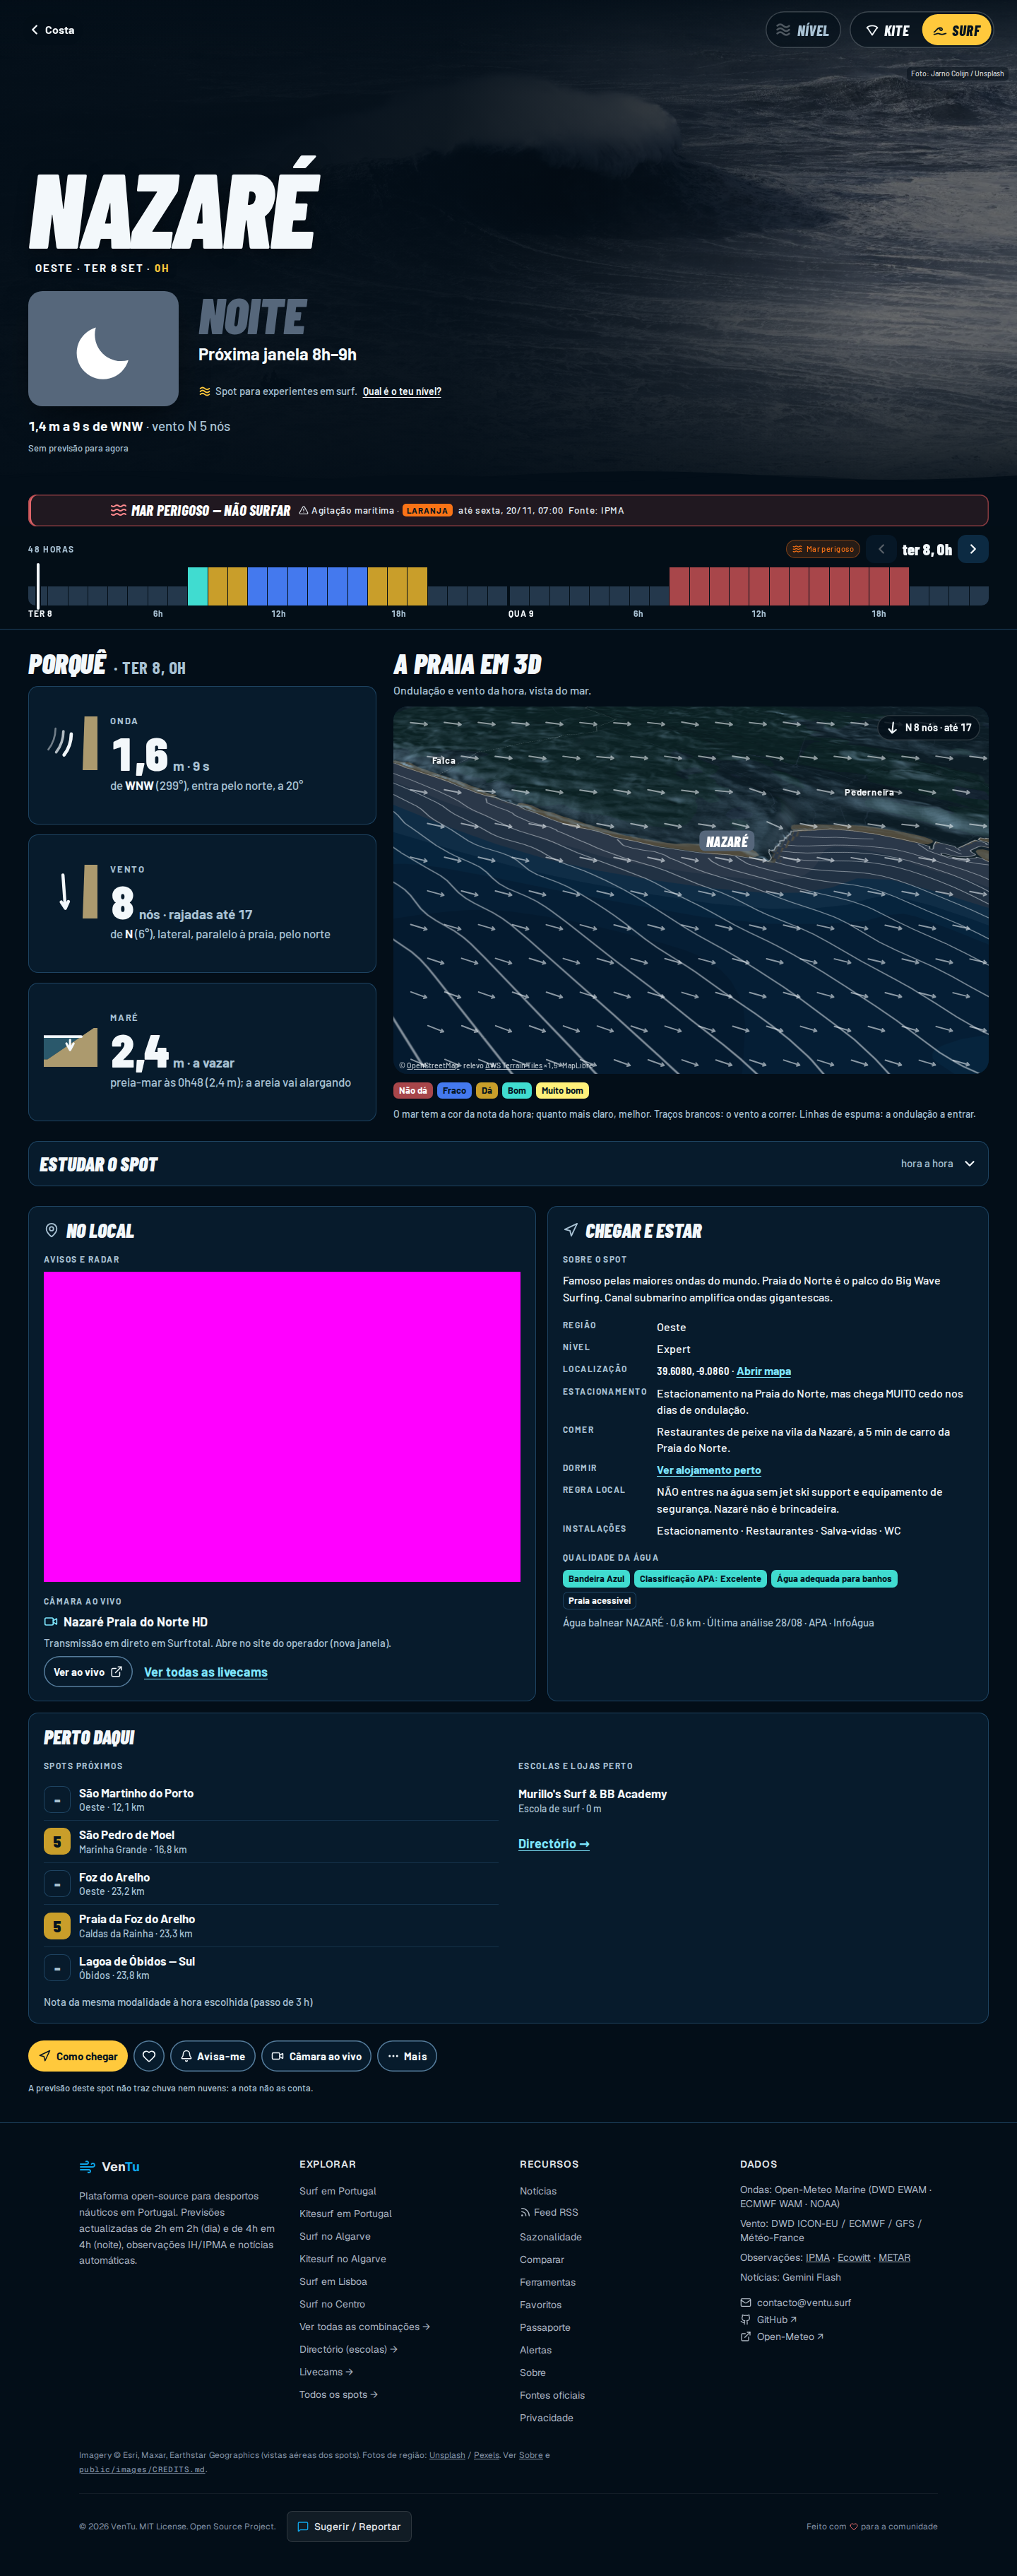 Costa
NÍVEL
KITE
SURF
Foto: Jarno Colijn / Unsplash
NAZARÉ
OESTE · TER 8 SET · 0H
NOITE
Próxima janela 8h–9h
Spot para experientes em surf. Qual é o teu nível?
1,4 m a 9 s de WNW · vento N 5 nós
Sem previsão para agora
MAR PERIGOSO — NÃO SURFAR
Agitação marítima · LARANJA até sexta, 20/11, 07:00 Fonte: IPMA
48 HORAS
Mar perigoso
ter 8, 0h
TER 8
6h
12h
18h
QUA 9
6h
12h
18h
PORQUÊ · TER 8, 0H
ONDA
1,6 m · 9 s
de WNW (299°), entra pelo norte, a 20°
VENTO
8 nós · rajadas até 17
de N (6°), lateral, paralelo à praia, pelo norte
MARÉ
2,4 m · a vazar
preia-mar às 0h48 (2,4 m); a areia vai alargando
A PRAIA EM 3D
Ondulação e vento da hora, vista do mar.
N 8 nós · até 17
Falca
Pederneira
NAZARÉ
© OpenStreetMap · relevo AWS Terrain Tiles ×1,5 · MapLibre
Não dá
Fraco
Dá
Bom
Muito bom
O mar tem a cor da nota da hora; quanto mais claro, melhor. Traços brancos: o vento a correr. Linhas de espuma: a ondulação a entrar.
ESTUDAR O SPOT
hora a hora
NO LOCAL
AVISOS E RADAR
CÂMARA AO VIVO
Nazaré Praia do Norte HD
Transmissão em direto em Surftotal. Abre no site do operador (nova janela).
Ver ao vivo
Ver todas as livecams
CHEGAR E ESTAR
SOBRE O SPOT
Famoso pelas maiores ondas do mundo. Praia do Norte é o palco do Big Wave
Surfing. Canal submarino amplifica ondas gigantescas.
REGIÃO
Oeste
NÍVEL
Expert
LOCALIZAÇÃO
39.6080, -9.0860 · Abrir mapa
ESTACIONAMENTO
Estacionamento na Praia do Norte, mas chega MUITO cedo nos
dias de ondulação.
COMER
Restaurantes de peixe na vila da Nazaré, a 5 min de carro da
Praia do Norte.
DORMIR
Ver alojamento perto
REGRA LOCAL
NÃO entres na água sem jet ski support e equipamento de
segurança. Nazaré não é brincadeira.
INSTALAÇÕES
Estacionamento · Restaurantes · Salva-vidas · WC
QUALIDADE DA ÁGUA
Bandeira Azul
Classificação APA: Excelente
Água adequada para banhos
Praia acessível
Água balnear NAZARÉ · 0,6 km · Última análise 28/08 · APA · InfoÁgua
PERTO DAQUI
SPOTS PRÓXIMOS
- São Martinho do Porto
Oeste · 12,1 km
5 São Pedro de Moel
Marinha Grande · 16,8 km
- Foz do Arelho
Oeste · 23,2 km
5 Praia da Foz do Arelho
Caldas da Rainha · 23,3 km
- Lagoa de Óbidos — Sul
Óbidos · 23,8 km
Nota da mesma modalidade à hora escolhida (passo de 3 h)
ESCOLAS E LOJAS PERTO
Murillo's Surf & BB Academy
Escola de surf · 0 m
Directório →
Como chegar
Avisa-me
Câmara ao vivo
Mais
A previsão deste spot não traz chuva nem nuvens: a nota não as conta.
VenTu
Plataforma open-source para desportos
náuticos em Portugal. Previsões
actualizadas de 2h em 2h (dia) e de 4h em
4h (noite), observações IH/IPMA e notícias
automáticas.
EXPLORAR
Surf em Portugal
Kitesurf em Portugal
Surf no Algarve
Kitesurf no Algarve
Surf em Lisboa
Surf no Centro
Ver todas as combinações →
Directório (escolas) →
Livecams →
Todos os spots →
RECURSOS
Notícias
Feed RSS
Sazonalidade
Comparar
Ferramentas
Favoritos
Passaporte
Alertas
Sobre
Fontes oficiais
Privacidade
DADOS
Ondas: Open-Meteo Marine (DWD EWAM ·
ECMWF WAM · NOAA)
Vento: DWD ICON-EU / ECMWF / GFS /
Météo-France
Observações: IPMA · Ecowitt · METAR
Notícias: Gemini Flash
contacto@ventu.surf
GitHub ↗
Open-Meteo ↗
Imagery © Esri, Maxar, Earthstar Geographics (vistas aéreas dos spots). Fotos de região: Unsplash / Pexels. Ver Sobre e
public/images/CREDITS.md.
© 2026 VenTu. MIT License. Open Source Project.
Sugerir / Reportar
Feito com ♡ para a comunidade